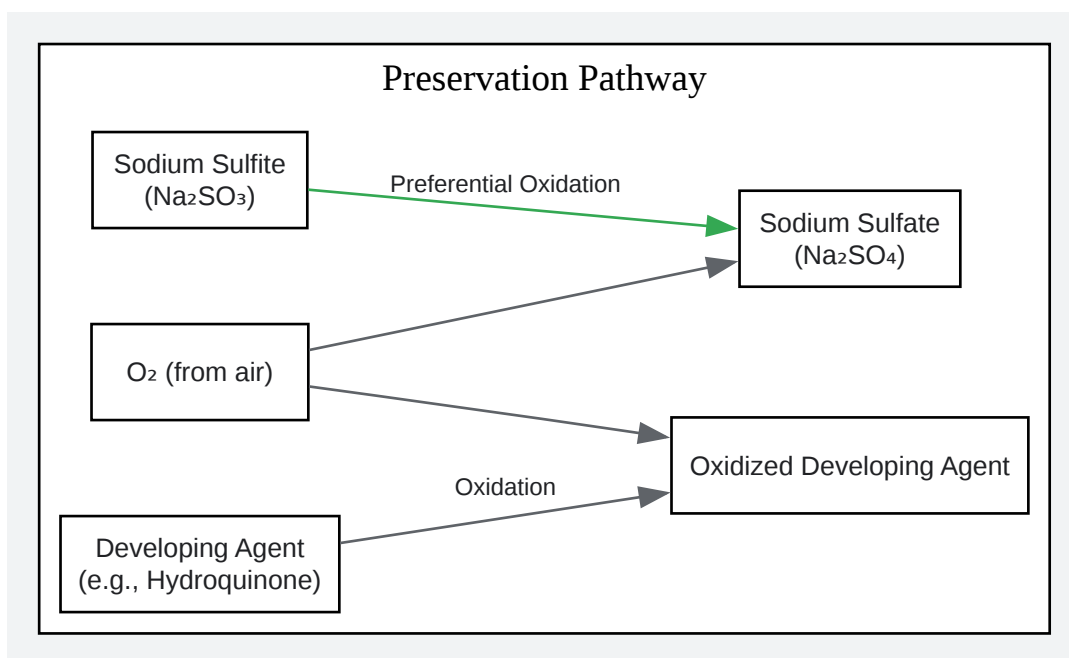 Preservation Pathway
Sodium Sulfite
(Na₂SO₃)
Preferential Oxidation
Sodium Sulfate
(Na₂SO₄)
O₂ (from air)
Oxidized Developing Agent
Oxidation
Developing Agent
(e.g., Hydroquinone)